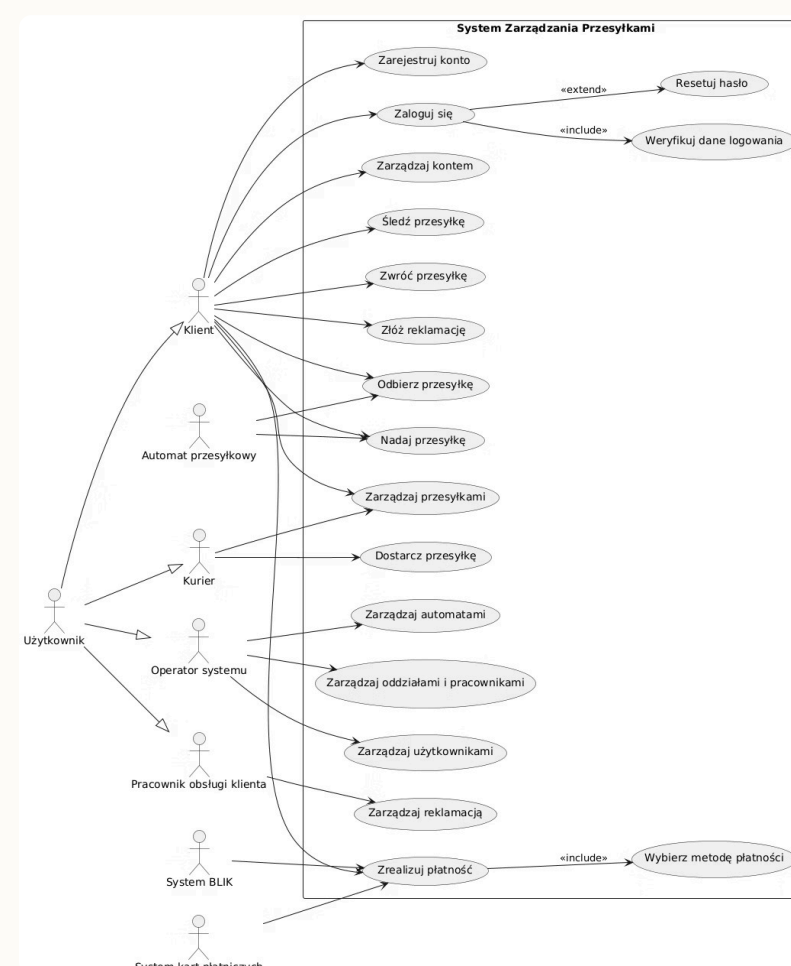 System Zarządzania Przesyłkami
Zarejestruj konto
Zaloguj się
«extend»
Resetuj hasło
«include»
Weryfikuj dane logowania
Zarządzaj kontem
Śledź przesyłkę
Zwróć przesyłkę
Złóż reklamację
Klient
Odbierz przesyłkę
Automat przesyłkowy
Nadaj przesyłkę
Zarządzaj przesyłkami
Dostarcz przesyłkę
Kurier
Zarządzaj automatami
Użytkownik
Operator systemu
Zarządzaj oddziałami i pracownikami
Zarządzaj użytkownikami
Pracownik obsługi klienta
Zarządzaj reklamacją
«include»
Wybierz metodę płatności
Zrealizuj płatność
System BLIK
System kart płatniczych